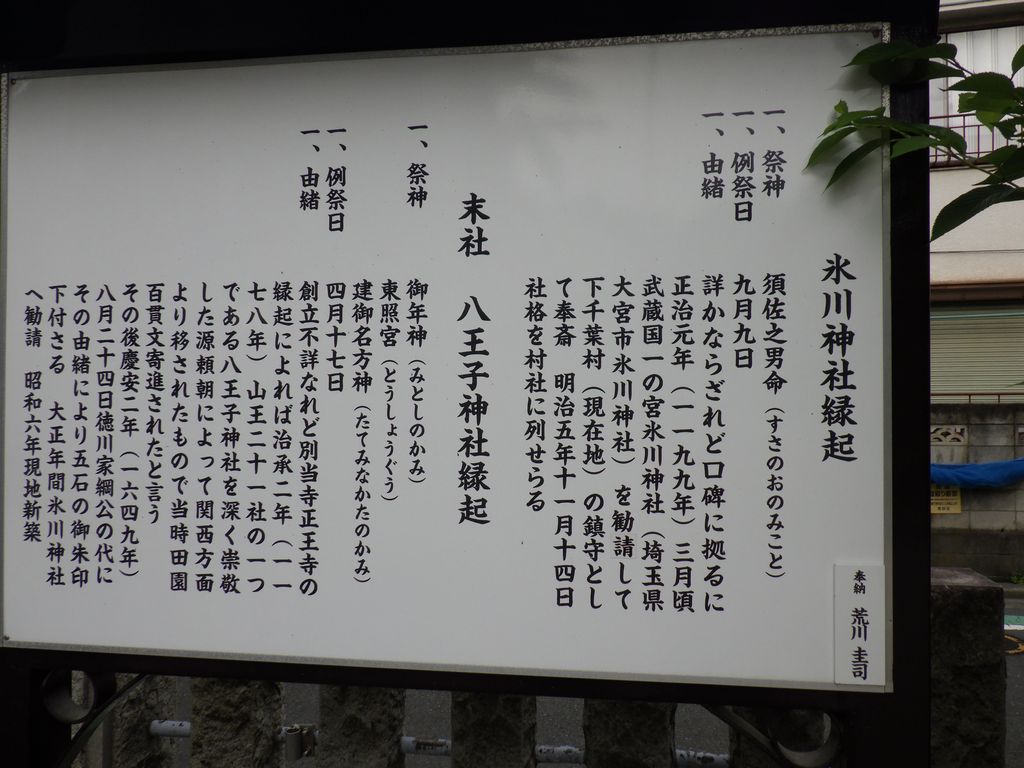 氷川神社縁起
一、祭神　須佐之男命（すさのおのみこと）
一、例祭日　九月九日
一、由緒　詳かならざれど口碑に拠るに
正治元年（一一九九年）三月頃
武蔵国一の宮氷川神社（埼玉県
大宮市氷川神社）を勧請して
下千葉村（現在地）の鎮守とし
て奉斎　明治五年十一月十四日
社格を村社に列せらる
末社　八王子神社縁起
一、祭神　御年神（みとしのかみ）
東照宮（とうしょうぐう）
建御名方神（たてみなかたのかみ）
一、例祭日　四月十七日
一、由緒　創立不詳なれど別当寺正王寺の
縁起によれば治承二年（一一
七八年）山王二十一社の一つ
である八王子神社を深く崇敬
した源頼朝によって関西方面
より移されたもので当時田園
百貫文寄進されたと言う
その後慶安二年（一六四九年）
八月二十四日徳川家綱公の代に
その由緒により五石の御朱印
下付さる　大正年間氷川神社
へ勧請　昭和六年現地新築
奉納　荒川圭司